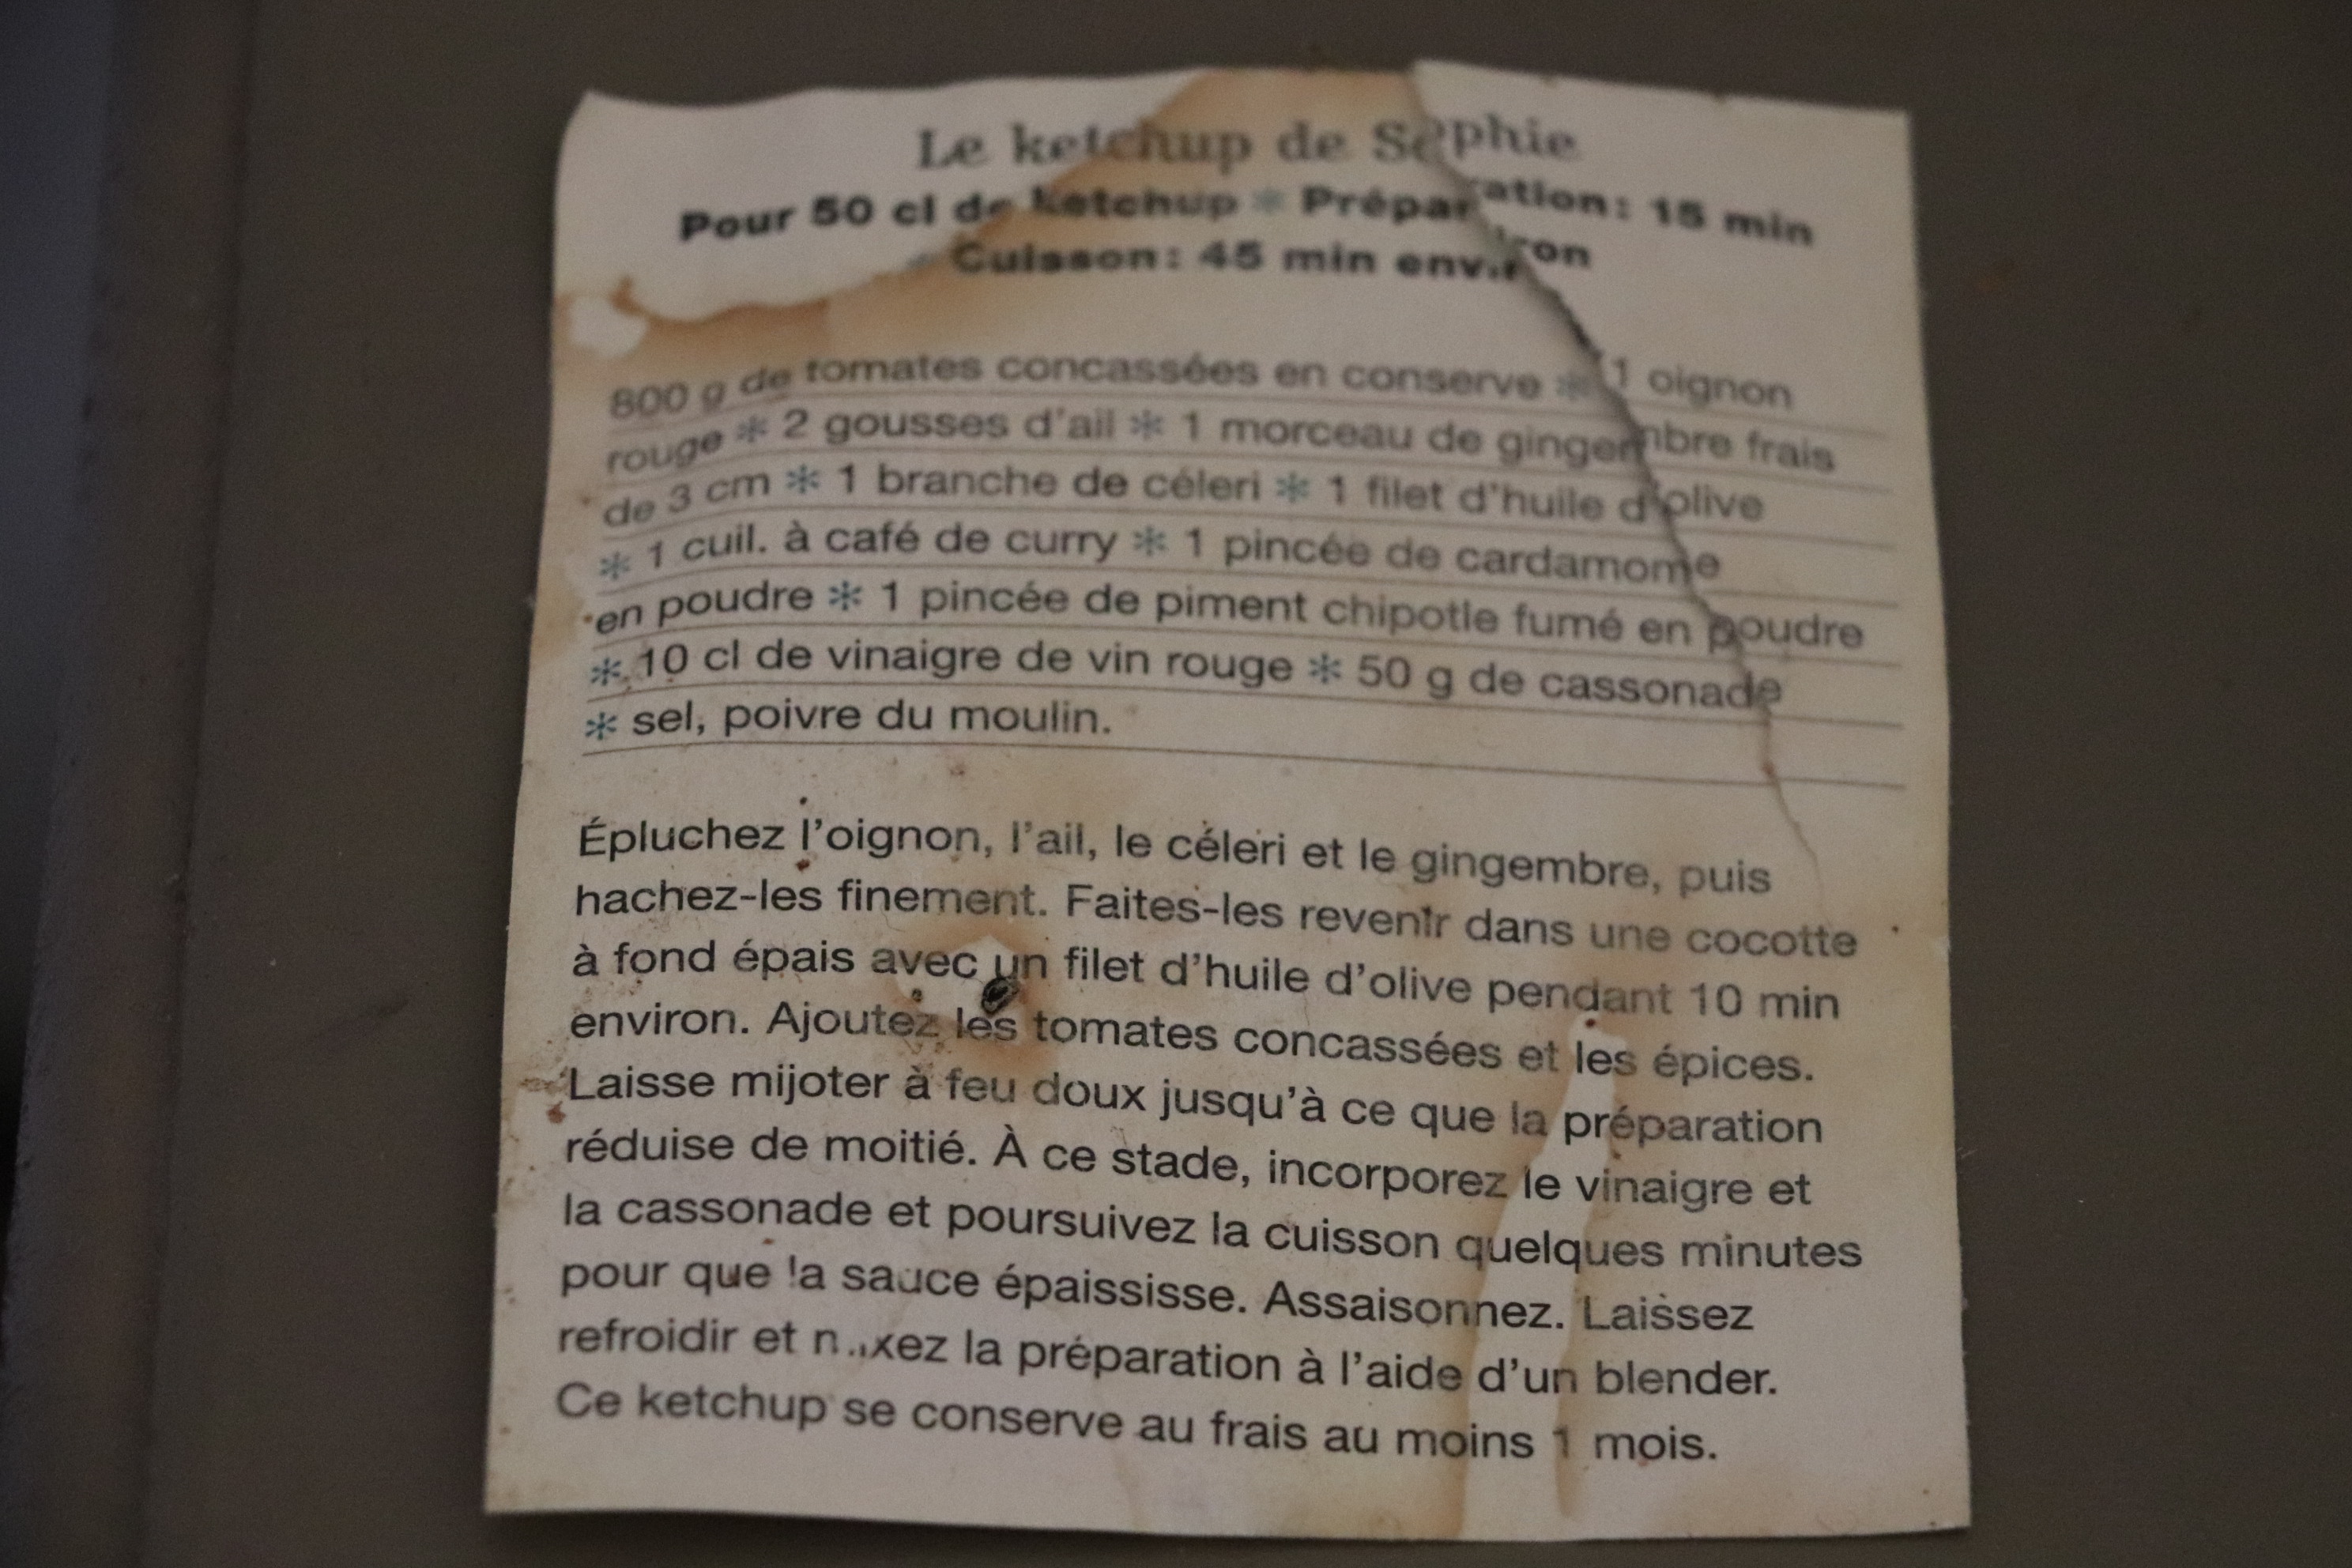 Le ketchup de Sophie
Pour 50 cl de ketchup * Préparation : 15 min
* Cuisson : 45 min environ
800 g de tomates concassées en conserve * 1 oignon
rouge * 2 gousses d'ail * 1 morceau de gingembre frais
de 3 cm * 1 branche de céleri * 1 filet d'huile d'olive
* 1 cuil. à café de curry * 1 pincée de cardamome
en poudre * 1 pincée de piment chipotle fumé en poudre
* 10 cl de vinaigre de vin rouge * 50 g de cassonade
* sel, poivre du moulin.
Épluchez l'oignon, l'ail, le céleri et le gingembre, puis
hachez-les finement. Faites-les revenir dans une cocotte
à fond épais avec un filet d'huile d'olive pendant 10 min
environ. Ajoutez les tomates concassées et les épices.
Laisse mijoter à feu doux jusqu'à ce que la préparation
réduise de moitié. À ce stade, incorporez le vinaigre et
la cassonade et poursuivez la cuisson quelques minutes
pour que la sauce épaississe. Assaisonnez. Laissez
refroidir et mixez la préparation à l'aide d'un blender.
Ce ketchup se conserve au frais au moins 1 mois.